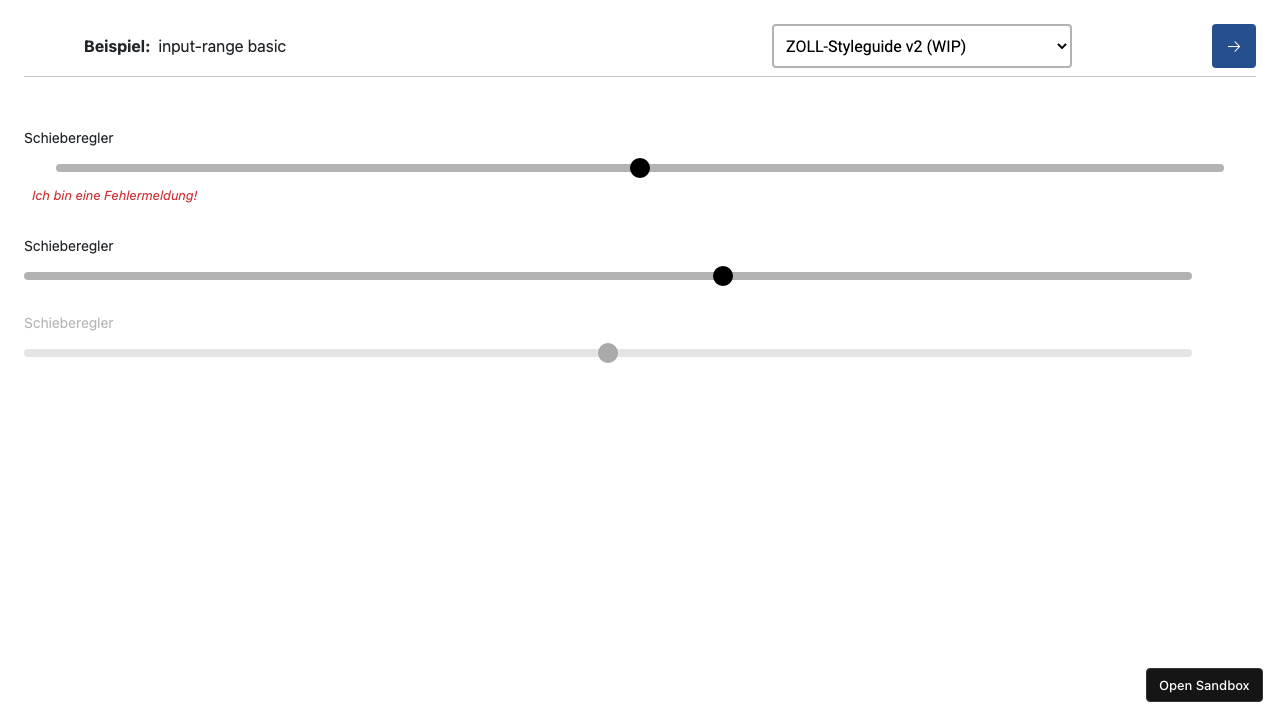 Beispiel: input-range basic
ZOLL-Styleguide v2 (WIP)
Schieberegler
Ich bin eine Fehlermeldung!
Schieberegler
Schieberegler
Open Sandbox